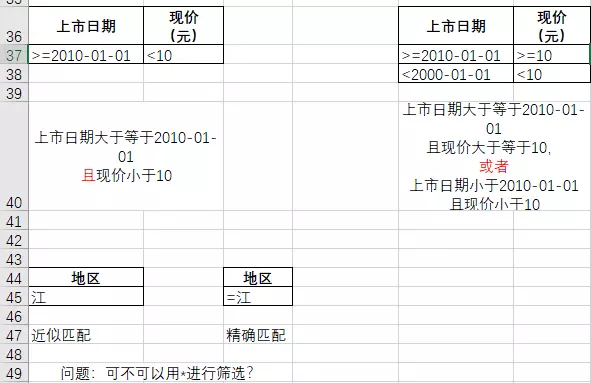 35
36 上市日期 现价 上市日期 现价
(元) (元)
37 >=2010-01-01 <10 >=2010-01-01 >=10
38 <2000-01-01 <10
39
上市日期大于等于2010-01-
01
且现价小于10
上市日期大于等于2010-01-
01
且现价大于等于10,
或者
上市日期小于2010-01-01
且现价小于10
40
41
42
43
44 地区 地区
45 江 =江
46
47 近似匹配 精确匹配
48
49 问题：可不可以用*进行筛选?